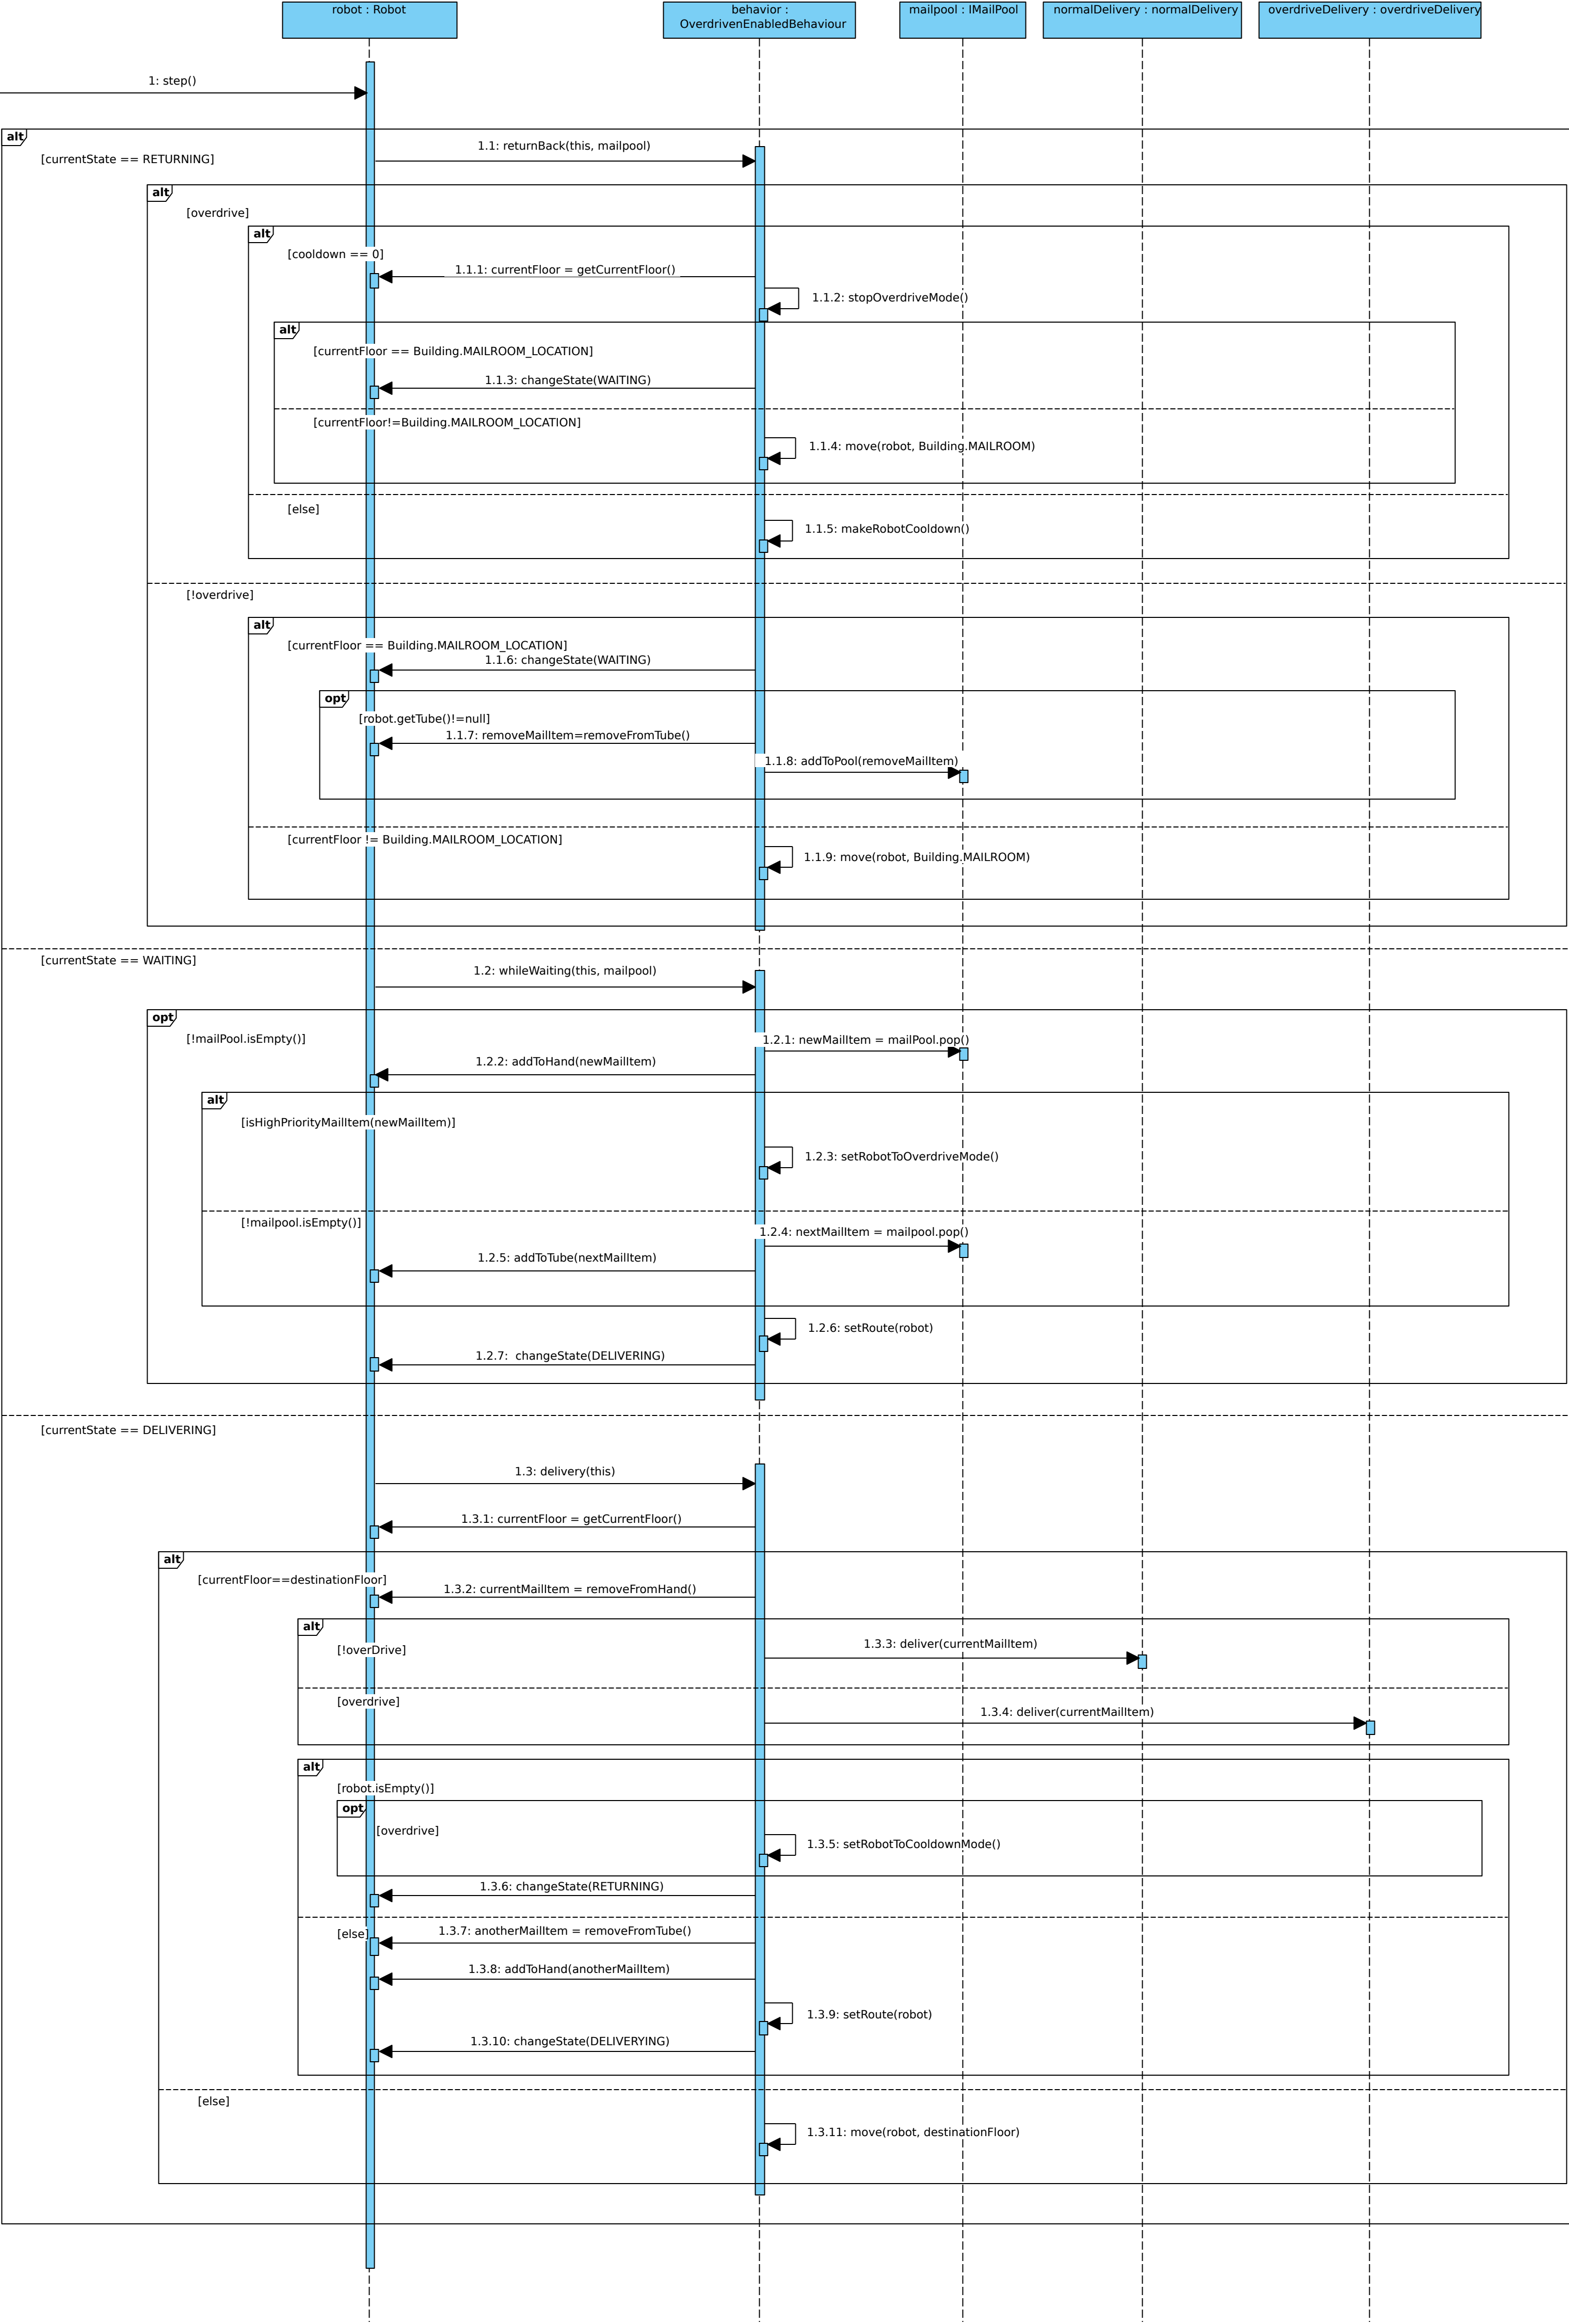 robot : Robot
behavior :
OverdrivenEnabledBehaviour
mailpool : IMailPool
normalDelivery : normalDelivery
overdriveDelivery : overdriveDelivery
1: step()
alt
[currentState == RETURNING]
1.1: returnBack(this, mailpool)
alt
[overdrive]
alt
[cooldown == 0]
1.1.1: currentFloor = getCurrentFloor()
1.1.2: stopOverdriveMode()
alt
[currentFloor == Building.MAILROOM_LOCATION]
1.1.3: changeState(WAITING)
[currentFloor!=Building.MAILROOM_LOCATION]
1.1.4: move(robot, Building.MAILROOM)
[else]
1.1.5: makeRobotCooldown()
[!overdrive]
alt
[currentFloor == Building.MAILROOM_LOCATION]
1.1.6: changeState(WAITING)
opt
[robot.getTube()!=null]
1.1.7: removeMailItem=removeFromTube()
1.1.8: addToPool(removeMailItem)
[currentFloor != Building.MAILROOM_LOCATION]
1.1.9: move(robot, Building.MAILROOM)
[currentState == WAITING]
1.2: whileWaiting(this, mailpool)
opt
[!mailPool.isEmpty()]
1.2.1: newMailItem = mailPool.pop()
1.2.2: addToHand(newMailItem)
alt
[isHighPriorityMailItem(newMailItem)]
1.2.3: setRobotToOverdriveMode()
[!mailpool.isEmpty()]
1.2.4: nextMailItem = mailpool.pop()
1.2.5: addToTube(nextMailItem)
1.2.6: setRoute(robot)
1.2.7:  changeState(DELIVERING)
[currentState == DELIVERING]
1.3: delivery(this)
1.3.1: currentFloor = getCurrentFloor()
alt
[currentFloor==destinationFloor]
1.3.2: currentMailItem = removeFromHand()
alt
[!overDrive]
1.3.3: deliver(currentMailItem)
[overdrive]
1.3.4: deliver(currentMailItem)
alt
[robot.isEmpty()]
opt
[overdrive]
1.3.5: setRobotToCooldownMode()
1.3.6: changeState(RETURNING)
[else]
1.3.7: anotherMailItem = removeFromTube()
1.3.8: addToHand(anotherMailItem)
1.3.9: setRoute(robot)
1.3.10: changeState(DELIVERYING)
[else]
1.3.11: move(robot, destinationFloor)